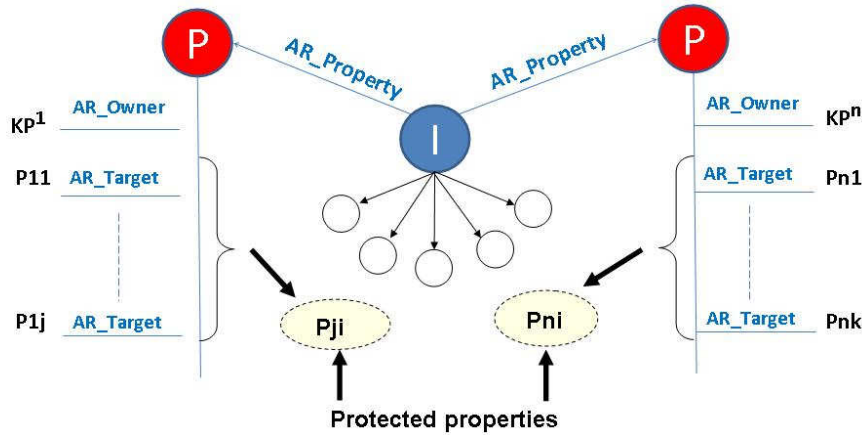 P
AR_Property
AR_Property
P
I
KP¹
AR_Owner
AR_Owner
KPⁿ
P11
AR_Target
AR_Target
Pn1
P1j
AR_Target
AR_Target
Pnk
Pji
Pni
Protected properties